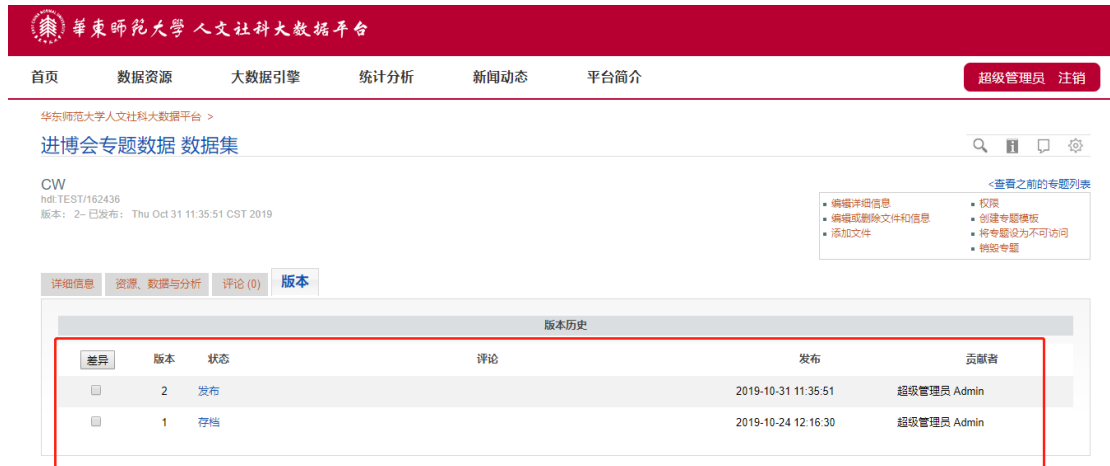 華東師範大学 人文社科大数据平台
首页 数据资源 大数据引擎 统计分析 新闻动态 平台简介 超级管理员 注销
华东师范大学人文社科大数据平台 >
进博会专题数据 数据集
CW
hdl:TEST/162436
版本： 2– 已发布： Thu Oct 31 11:35:51 CST 2019
<查看之前的专题列表
▪ 编辑详细信息 ▪ 权限
▪ 编辑或删除文件和信息 ▪ 创建专题模板
▪ 添加文件 ▪ 将专题设为不可访问
▪ 销毁专题
详细信息 资源、数据与分析 评论 (0) 版本
版本历史
差异 版本 状态 评论 发布 贡献者
2 发布 2019-10-31 11:35:51 超级管理员 Admin
1 存档 2019-10-24 12:16:30 超级管理员 Admin